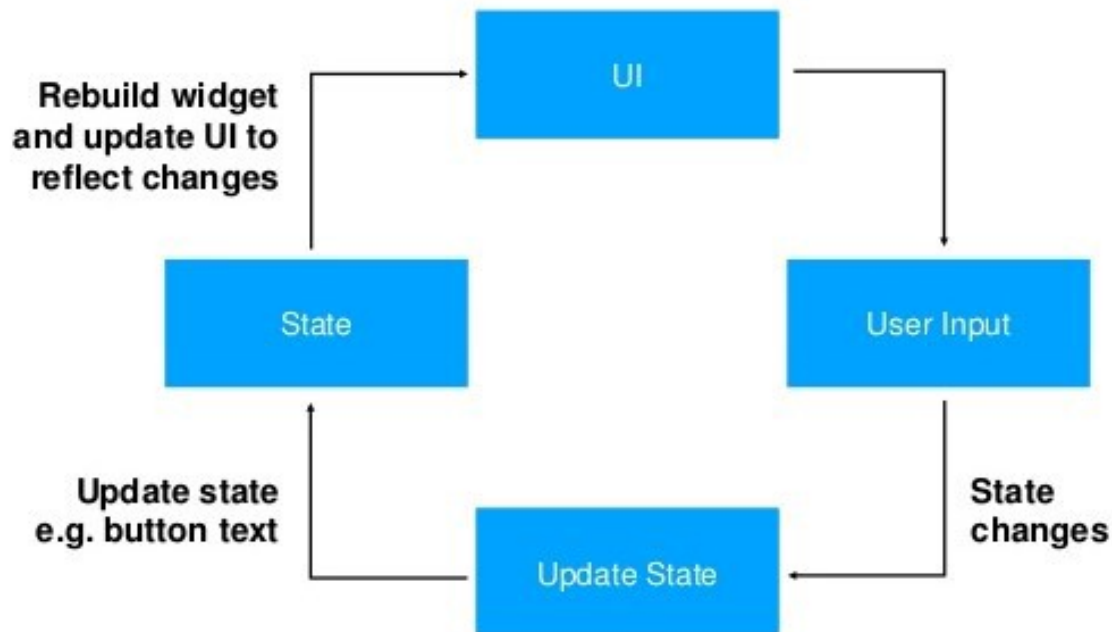 UI
Rebuild widget
and update UI to
reflect changes
State
User Input
Update state
e.g. button text
State
changes
Update State